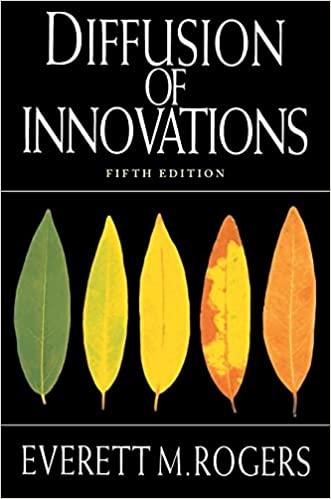 DIFFUSION
OF
INNOVATIONS
FIFTH EDITION
EVERETT M. ROGERS